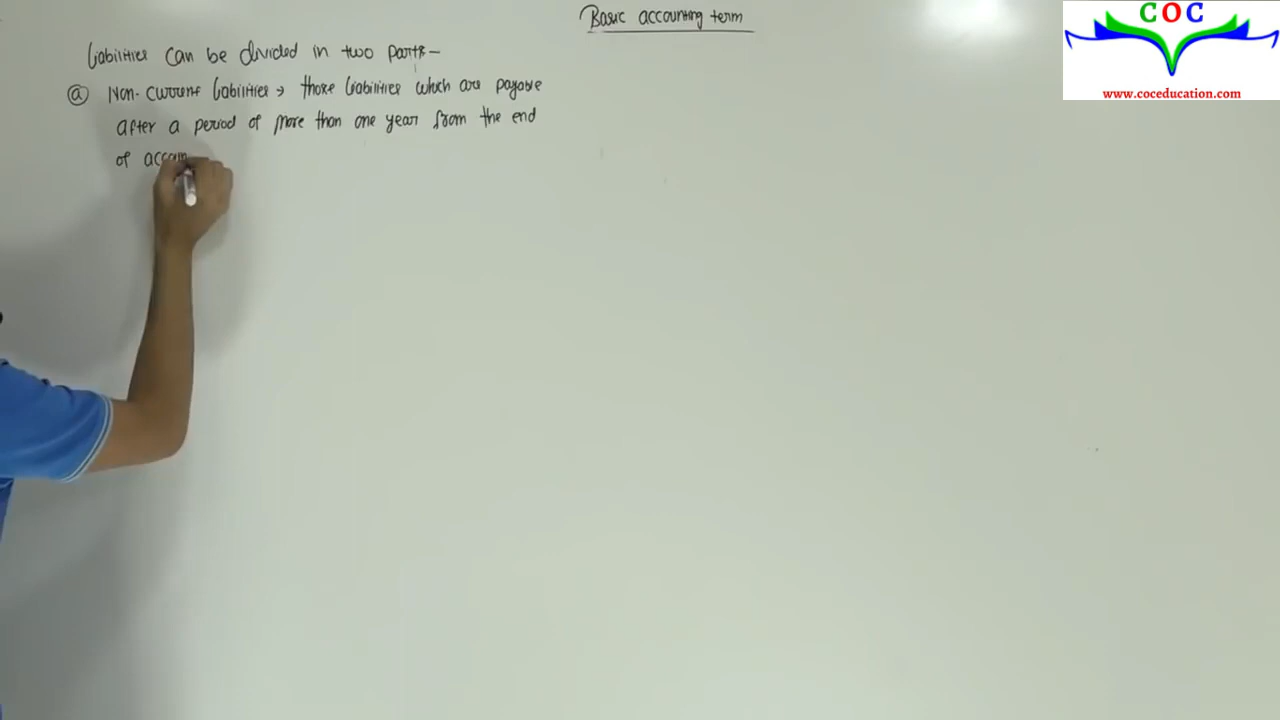 Basic accounting term
COC
www.coceducation.com
Liabilities can be divided in two parts-
a Non-current liabilities → those liabilities which are payable
after a period of more than one year from the end
of accoun